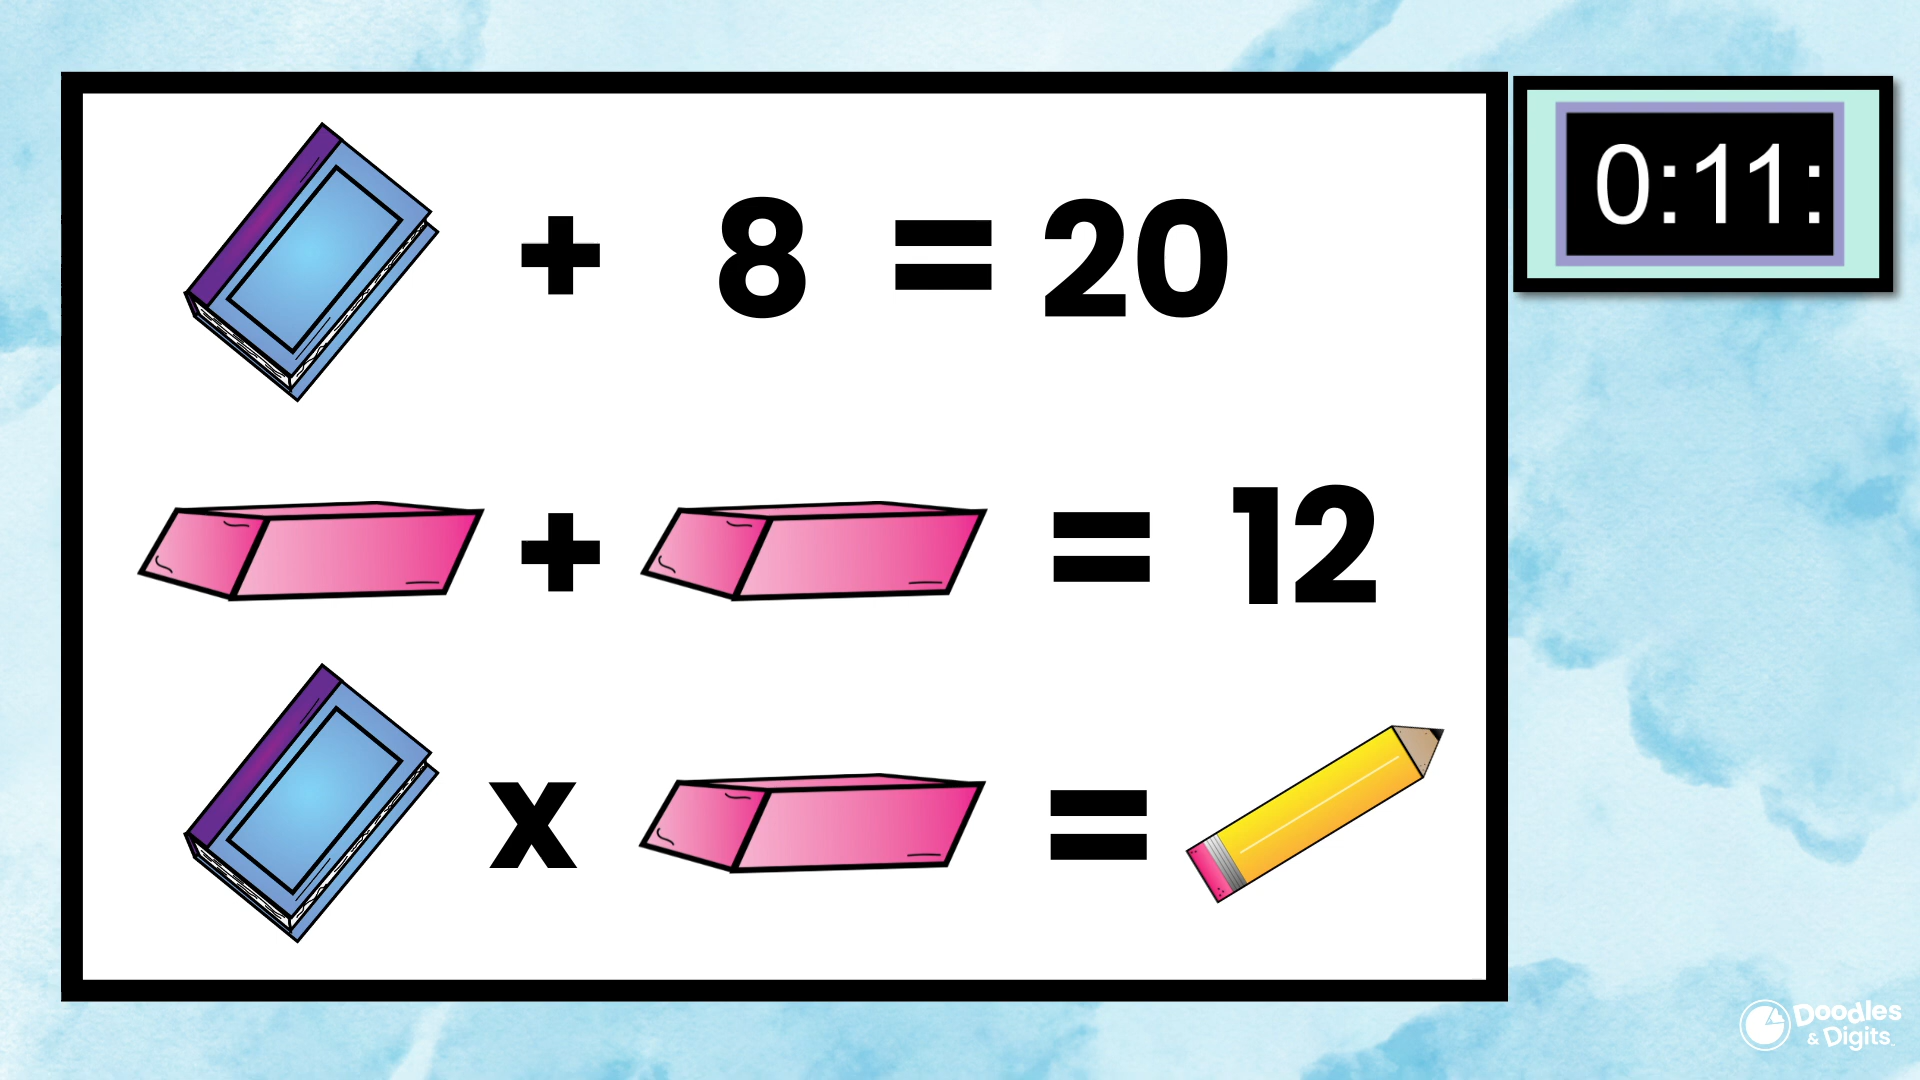 + 8 = 20
0:11:
+ = 12
x =
Doodles
& Digits